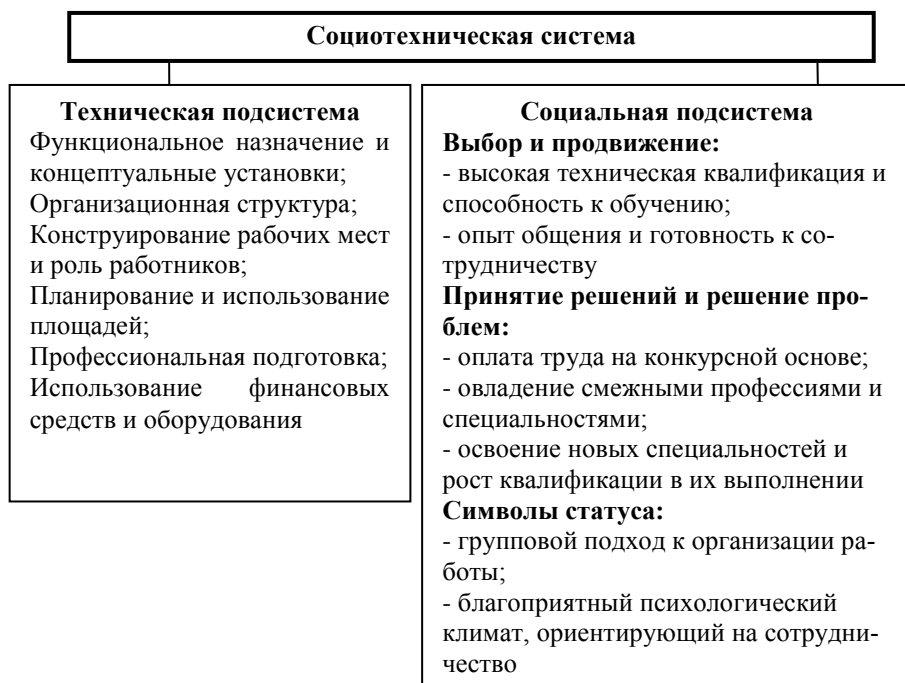 Социотехническая система
Техническая подсистема
Функциональное назначение и
концептуальные установки;
Организационная структура;
Конструирование рабочих мест
и роль работников;
Планирование и использование
площадей;
Профессиональная подготовка;
Использование финансовых
средств и оборудования
Социальная подсистема
Выбор и продвижение:
- высокая техническая квалификация и
способность к обучению;
- опыт общения и готовность к со-
трудничеству
Принятие решений и решение про-
блем:
- оплата труда на конкурсной основе;
- овладение смежными профессиями и
специальностями;
- освоение новых специальностей и
рост квалификации в их выполнении
Символы статуса:
- групповой подход к организации ра-
боты;
- благоприятный психологический
климат, ориентирующий на сотрудни-
чество